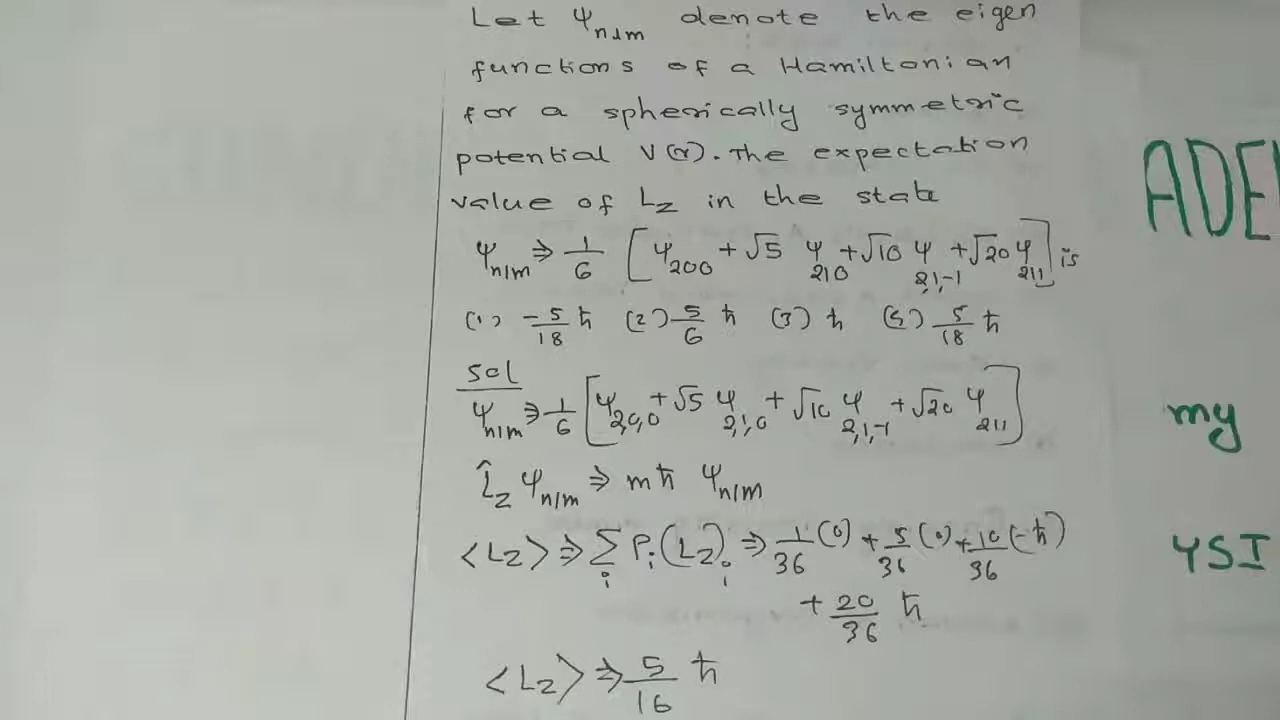 Let ψnlm denote the eigen
functions of a Hamiltonian
for a spherically symmetric
potential V(r). The expectation
value of Lz in the state
ψnlm ⇒ 1/6 [ψ200 + √5 ψ210 + √10 ψ2,1,-1 + √20 ψ211] is
(1) -5/18 ħ (2) 5/6 ħ (3) ħ (4) 5/18 ħ
Sol
ψnlm ⇒ 1/6 [ψ2,0,0 + √5 ψ2,1,0 + √10 ψ2,1,-1 + √20 ψ211]
L̂z ψnlm ⇒ mħ ψnlm
<Lz> ⇒ Σi Pi (Lz)i ⇒ 1/36 (0) + 5/36 (0) + 10/36 (-ħ)
+ 20/36 ħ
<Lz> ⇒ 5/16 ħ
my
YSI